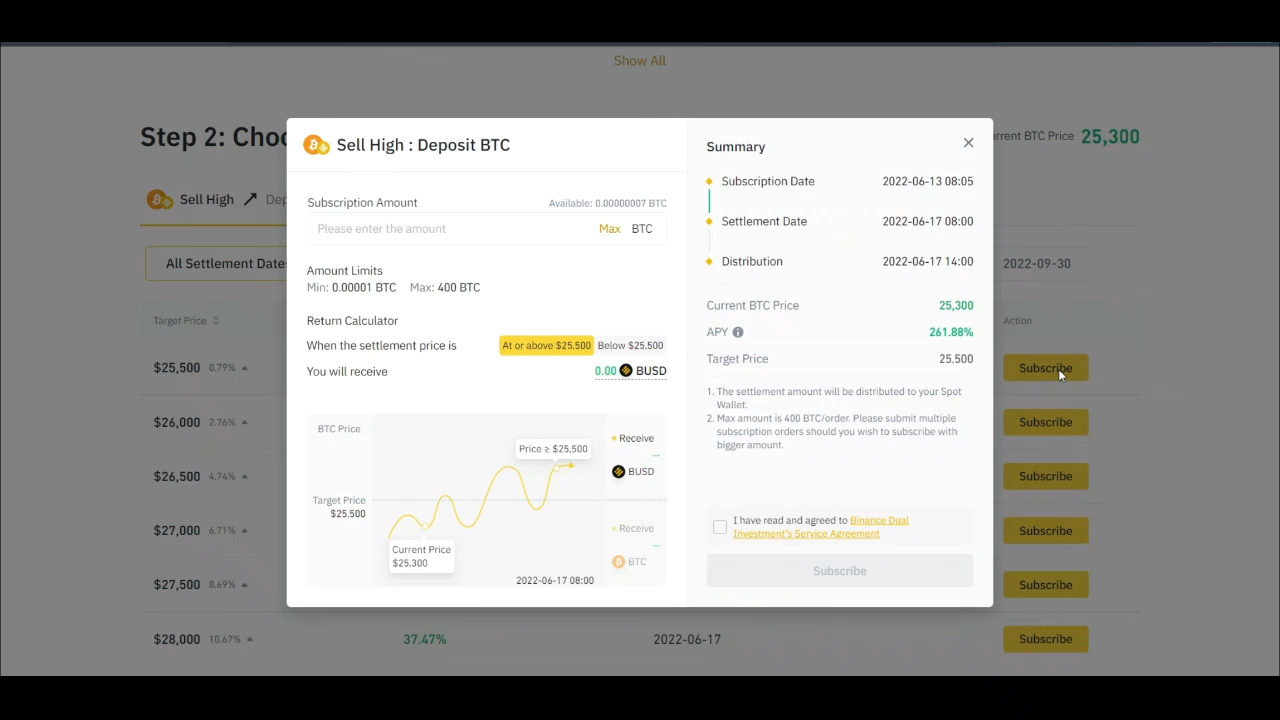 Show All
Step 2: Choo
rrent BTC Price 25,300
Sell High Dep
All Settlement Date
2022-09-30
Target Price
Action
$25,500 0.79%
Subscribe
$26,000 2.76%
Subscribe
$26,500 4.74%
Subscribe
$27,000 6.71%
Subscribe
$27,500 8.69%
Subscribe
$28,000 10.67% 37.47% 2022-06-17 Subscribe
Sell High : Deposit BTC
Subscription Amount Available: 0.00000007 BTC
Please enter the amount Max BTC
Amount Limits
Min: 0.00001 BTC Max: 400 BTC
Return Calculator
When the settlement price is At or above $25,500 Below $25,500
You will receive 0.00 BUSD
BTC Price
Price ≥ $25,500
Receive
--
BUSD
Target Price
$25,500
Current Price
$25,300
Receive
--
BTC
2022-06-17 08:00
Summary
Subscription Date 2022-06-13 08:05
Settlement Date 2022-06-17 08:00
Distribution 2022-06-17 14:00
Current BTC Price 25,300
APY 261.88%
Target Price 25,500
1. The settlement amount will be distributed to your Spot
Wallet.
2. Max amount is 400 BTC/order. Please submit multiple
subscription orders should you wish to subscribe with
bigger amount.
I have read and agreed to Binance Dual
Investment's Service Agreement
Subscribe